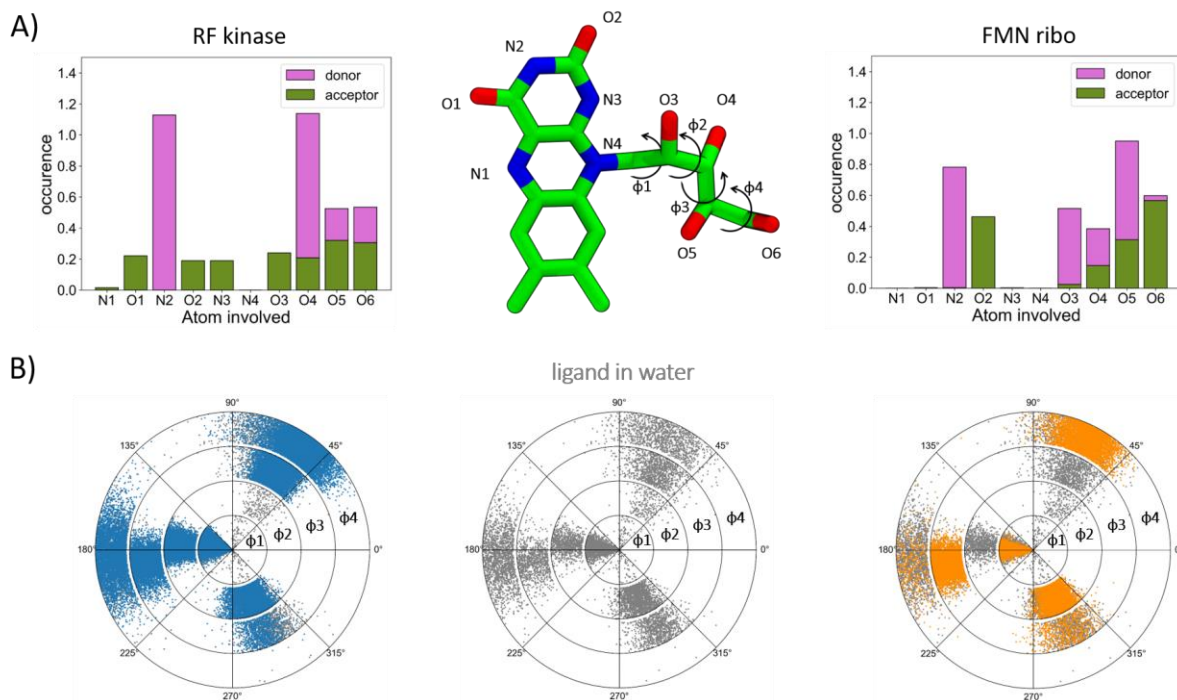 A)
RF kinase
1.4
1.2
1.0
0.8
0.6
0.4
0.2
0.0
occurence
donor
acceptor
N1 O1 N2 O2 N3 N4 O3 O4 O5 O6
Atom involved
O2
N2
O1
N3
O3
O4
N4
ϕ2
N1
ϕ1
ϕ4
ϕ3
O5
O6
FMN ribo
1.4
1.2
1.0
0.8
0.6
0.4
0.2
0.0
occurence
donor
acceptor
N1 O1 N2 O2 N3 N4 O3 O4 O5 O6
Atom involved
B)
ligand in water
90°
135°
45°
180°
ϕ1 ϕ2 ϕ3 ϕ4
0°
225°
315°
270°
90°
135°
45°
180°
ϕ1 ϕ2 ϕ3 ϕ4
0°
225°
315°
270°
90°
135°
45°
180°
ϕ1 ϕ2 ϕ3 ϕ4
0°
225°
315°
270°